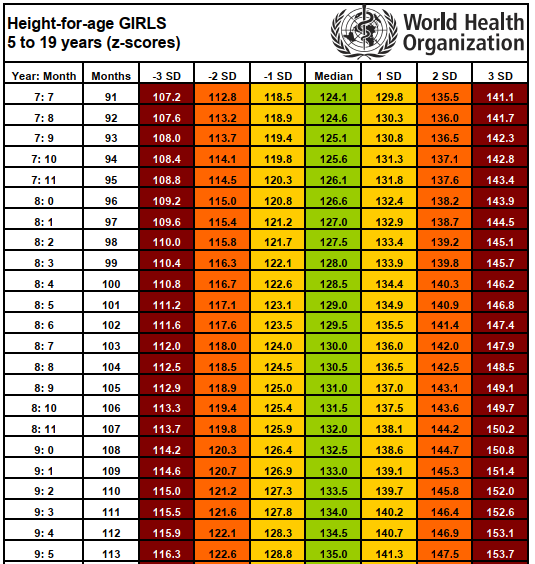 Height-for-age GIRLS
5 to 19 years (z-scores)
World Health
Organization
Year: Month Months -3 SD -2 SD -1 SD Median 1 SD 2 SD 3 SD
7: 7 91 107.2 112.8 118.5 124.1 129.8 135.5 141.1
7: 8 92 107.6 113.2 118.9 124.6 130.3 136.0 141.7
7: 9 93 108.0 113.7 119.4 125.1 130.8 136.5 142.3
7: 10 94 108.4 114.1 119.8 125.6 131.3 137.1 142.8
7: 11 95 108.8 114.5 120.3 126.1 131.8 137.6 143.4
8: 0 96 109.2 115.0 120.8 126.6 132.4 138.2 143.9
8: 1 97 109.6 115.4 121.2 127.0 132.9 138.7 144.5
8: 2 98 110.0 115.8 121.7 127.5 133.4 139.2 145.1
8: 3 99 110.4 116.3 122.1 128.0 133.9 139.8 145.7
8: 4 100 110.8 116.7 122.6 128.5 134.4 140.3 146.2
8: 5 101 111.2 117.1 123.1 129.0 134.9 140.9 146.8
8: 6 102 111.6 117.6 123.5 129.5 135.5 141.4 147.4
8: 7 103 112.0 118.0 124.0 130.0 136.0 142.0 147.9
8: 8 104 112.5 118.5 124.5 130.5 136.5 142.5 148.5
8: 9 105 112.9 118.9 125.0 131.0 137.0 143.1 149.1
8: 10 106 113.3 119.4 125.4 131.5 137.5 143.6 149.7
8: 11 107 113.7 119.8 125.9 132.0 138.1 144.2 150.2
9: 0 108 114.2 120.3 126.4 132.5 138.6 144.7 150.8
9: 1 109 114.6 120.7 126.9 133.0 139.1 145.3 151.4
9: 2 110 115.0 121.2 127.3 133.5 139.7 145.8 152.0
9: 3 111 115.5 121.6 127.8 134.0 140.2 146.4 152.6
9: 4 112 115.9 122.1 128.3 134.5 140.7 146.9 153.1
9: 5 113 116.3 122.6 128.8 135.0 141.3 147.5 153.7